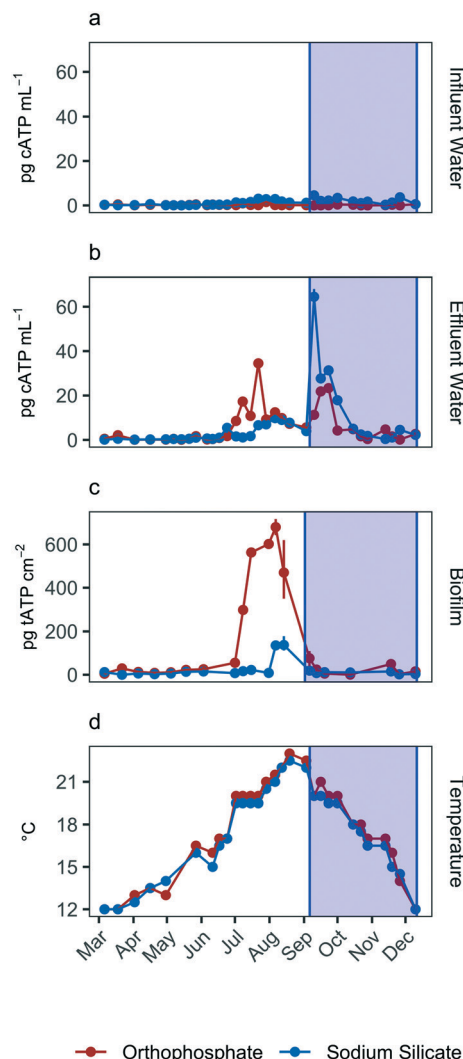 a
60
40
20
0
pg cATP mL⁻¹
Influent Water
b
60
40
20
0
pg cATP mL⁻¹
Effluent Water
c
600
400
200
0
pg tATP cm⁻²
Biofilm
d
21
18
15
12
°C
Temperature
Mar Apr May Jun Jul Aug Sep Oct Nov Dec
Orthophosphate Sodium Silicate